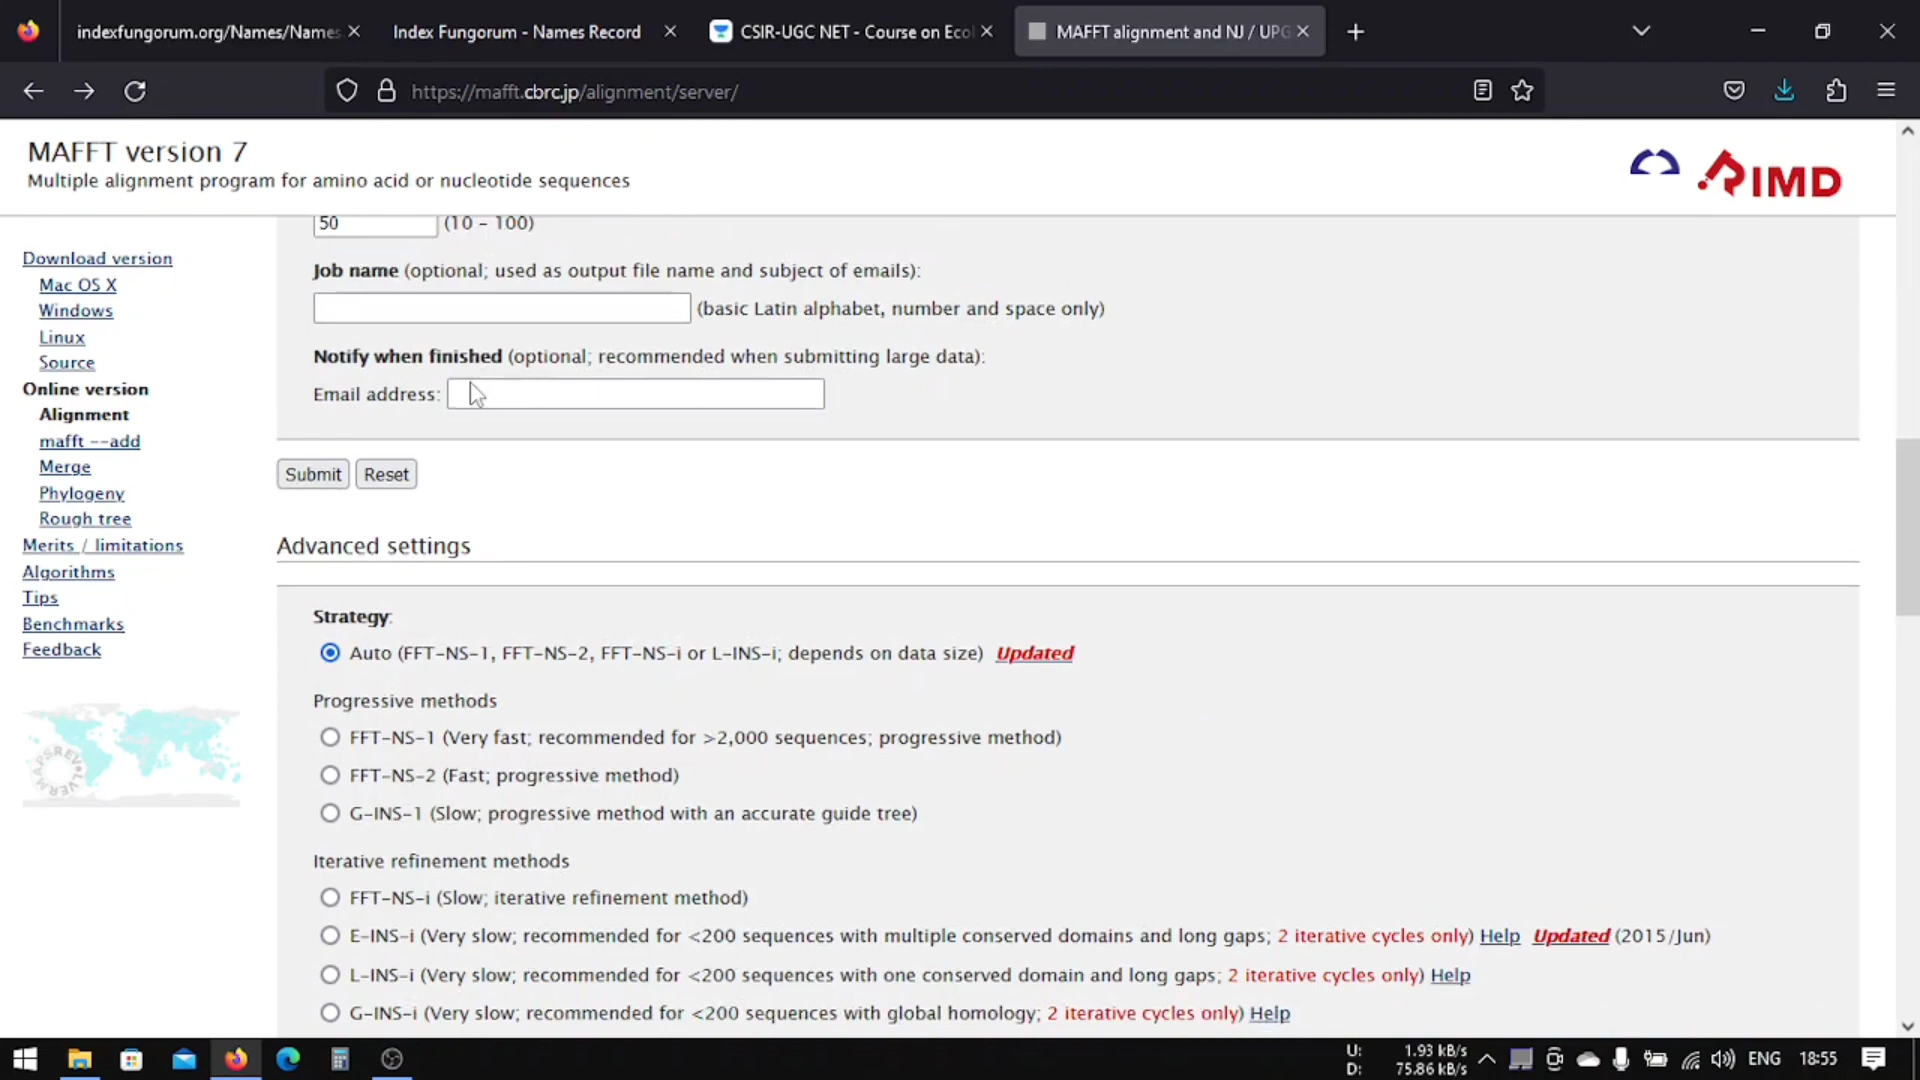 indexfungorum.org/Names/Names
Index Fungorum - Names Record
CSIR-UGC NET - Course on Ecol
MAFFT alignment and NJ / UPG
https://mafft.cbrc.jp/alignment/server/
MAFFT version 7
Multiple alignment program for amino acid or nucleotide sequences
IMD
50 (10 - 100)
Download version
Mac OS X
Windows
Linux
Source
Online version
Alignment
mafft --add
Merge
Phylogeny
Rough tree
Merits / limitations
Algorithms
Tips
Benchmarks
Feedback
Job name (optional; used as output file name and subject of emails):
(basic Latin alphabet, number and space only)
Notify when finished (optional; recommended when submitting large data):
Email address:
Submit Reset
Advanced settings
Strategy:
Auto (FFT-NS-1, FFT-NS-2, FFT-NS-i or L-INS-i; depends on data size) Updated
Progressive methods
FFT-NS-1 (Very fast; recommended for >2,000 sequences; progressive method)
FFT-NS-2 (Fast; progressive method)
G-INS-1 (Slow; progressive method with an accurate guide tree)
Iterative refinement methods
FFT-NS-i (Slow; iterative refinement method)
E-INS-i (Very slow; recommended for <200 sequences with multiple conserved domains and long gaps; 2 iterative cycles only) Help Updated (2015/Jun)
L-INS-i (Very slow; recommended for <200 sequences with one conserved domain and long gaps; 2 iterative cycles only) Help
G-INS-i (Very slow; recommended for <200 sequences with global homology; 2 iterative cycles only) Help
U: 1.93 kB/s
D: 75.86 kB/s
ENG 18:55